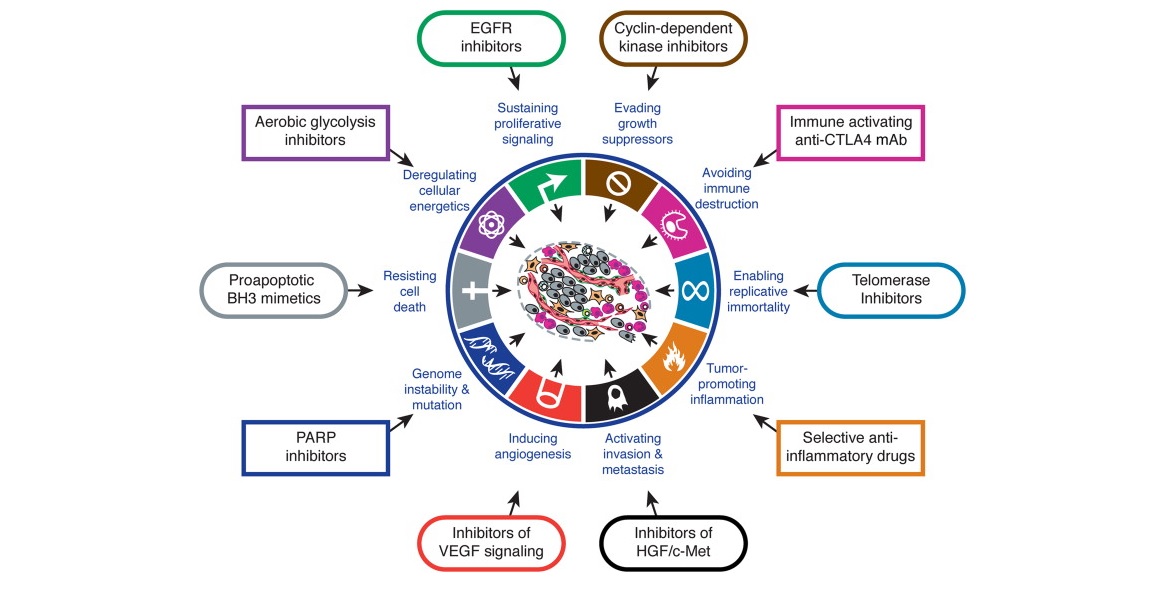 EGFR
inhibitors
Cyclin-dependent
kinase inhibitors
Sustaining
proliferative
signaling
Evading
growth
suppressors
Aerobic glycolysis
inhibitors
Immune activating
anti-CTLA4 mAb
Deregulating
cellular
energetics
Avoiding
immune
destruction
Proapoptotic
BH3 mimetics
Resisting
cell
death
Enabling
replicative
immortality
Telomerase
Inhibitors
Genome
instability &
mutation
Tumor-
promoting
inflammation
PARP
inhibitors
Inducing
angiogenesis
Activating
invasion &
metastasis
Selective anti-
inflammatory drugs
Inhibitors of
VEGF signaling
Inhibitors of
HGF/c-Met